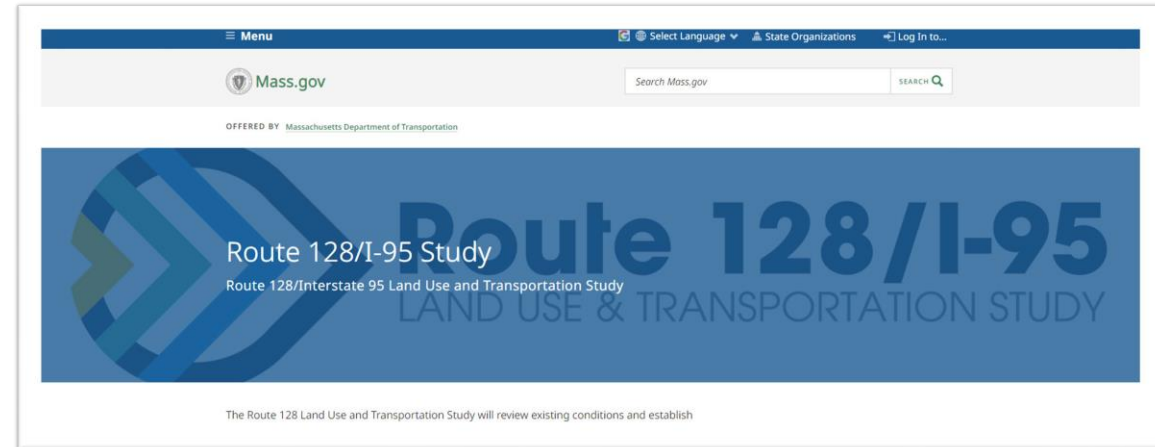 Menu
Select Language
State Organizations
Log In to...
Mass.gov
Search Mass.gov
SEARCH
OFFERED BY Massachusetts Department of Transportation
Route 128/I-95
LAND USE & TRANSPORTATION STUDY
Route 128/I-95 Study
Route 128/Interstate 95 Land Use and Transportation Study
The Route 128 Land Use and Transportation Study will review existing conditions and establish